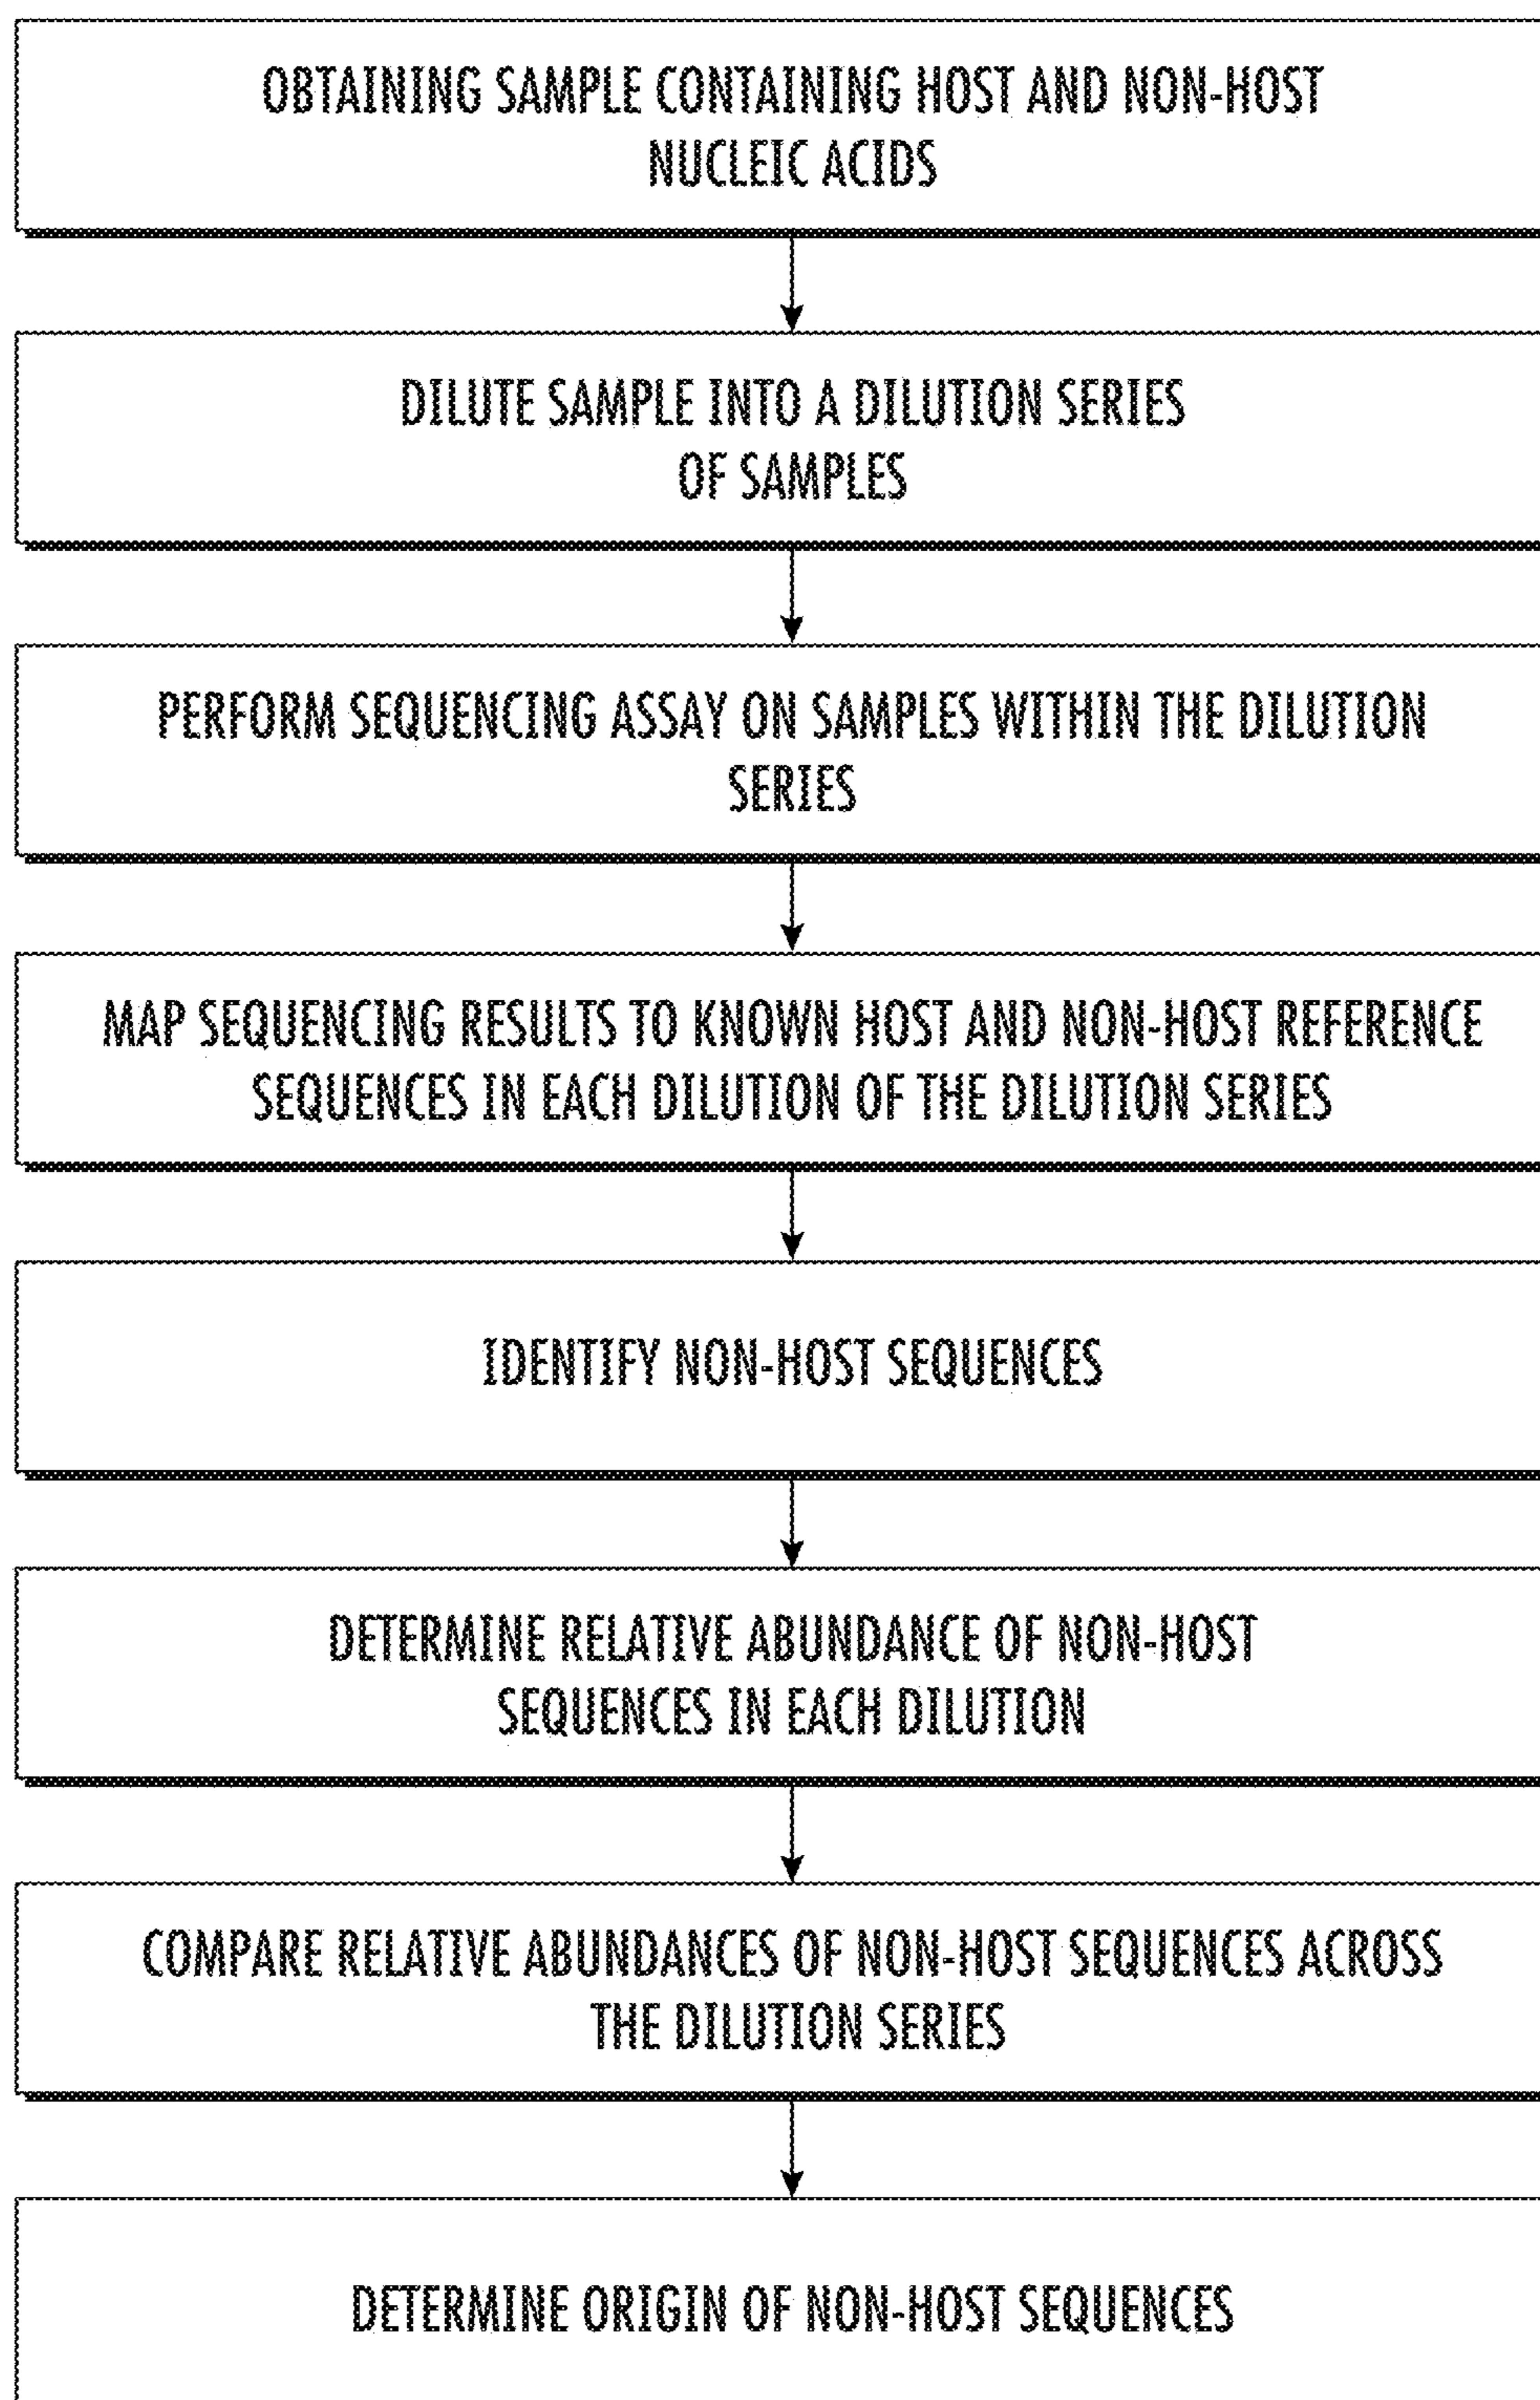 OBTAINING SAMPLE CONTAINING HOST AND NON-HOST
NUCLEIC ACIDS
DILUTE SAMPLE INTO A DILUTION SERIES
OF SAMPLES
PERFORM SEQUENCING ASSAY ON SAMPLES WITHIN THE DILUTION
SERIES
MAP SEQUENCING RESULTS TO KNOWN HOST AND NON-HOST REFERENCE
SEQUENCES IN EACH DILUTION OF THE DILUTION SERIES
IDENTIFY NON-HOST SEQUENCES
DETERMINE RELATIVE ABUNDANCE OF NON-HOST
SEQUENCES IN EACH DILUTION
COMPARE RELATIVE ABUNDANCES OF NON-HOST SEQUENCES ACROSS
THE DILUTION SERIES
DETERMINE ORIGIN OF NON-HOST SEQUENCES